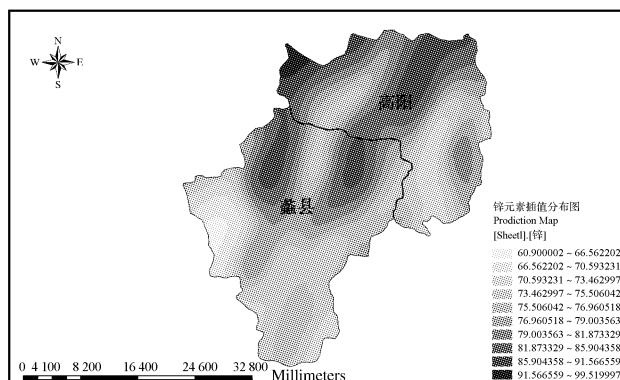 N
W E
S
高阳
蠡县
锌元素插值分布图
Prodiction Map
[Sheetl].[锌]
60.900002 ~ 66.562202
66.562202 ~ 70.593231
70.593231 ~ 73.462997
73.462997 ~ 75.506042
75.506042 ~ 76.960518
76.960518 ~ 79.003563
79.003563 ~ 81.873329
81.873329 ~ 85.904358
85.904358 ~ 91.566559
91.566559 ~ 99.519997
0 4 100 8 200 16 400 24 600 32 800
Millimeters